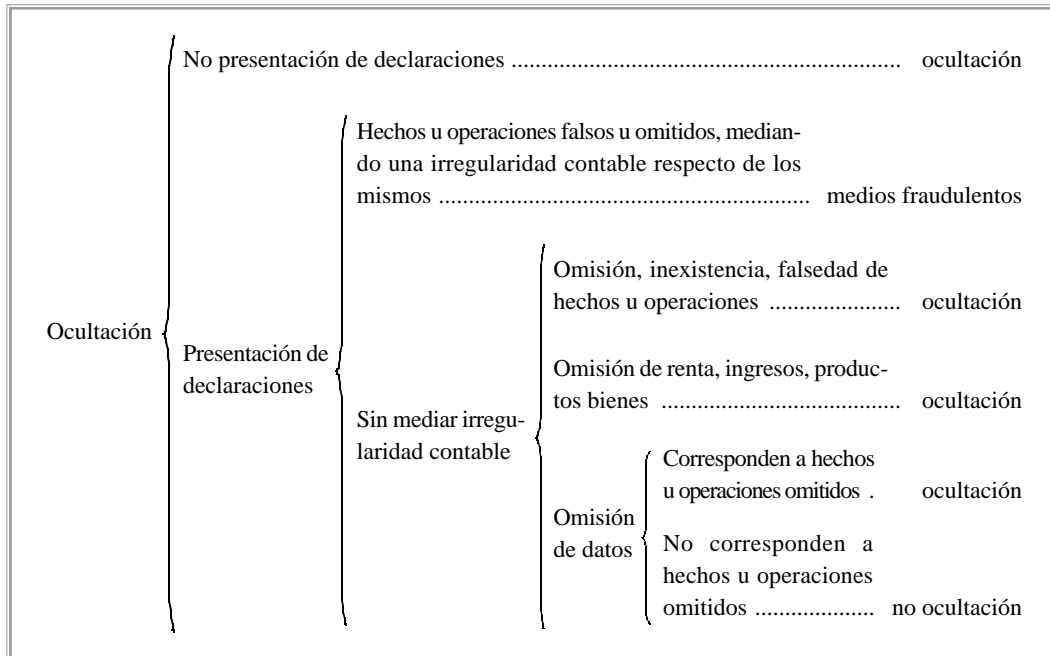 No presentación de declaraciones ........................................................................ ocultación
Hechos u operaciones falsos u omitidos, median-
do una irregularidad contable respecto de los
mismos .................................................................... medios fraudulentos
Omisión, inexistencia, falsedad de
hechos u operaciones ........................ ocultación
Ocultación
Presentación de
declaraciones
Omisión de renta, ingresos, produc-
tos bienes ............................................ ocultación
Sin mediar irregu-
laridad contable
Corresponden a hechos
u operaciones omitidos . ocultación
Omisión
de datos
No corresponden a
hechos u operaciones
omitidos ...................... no ocultación